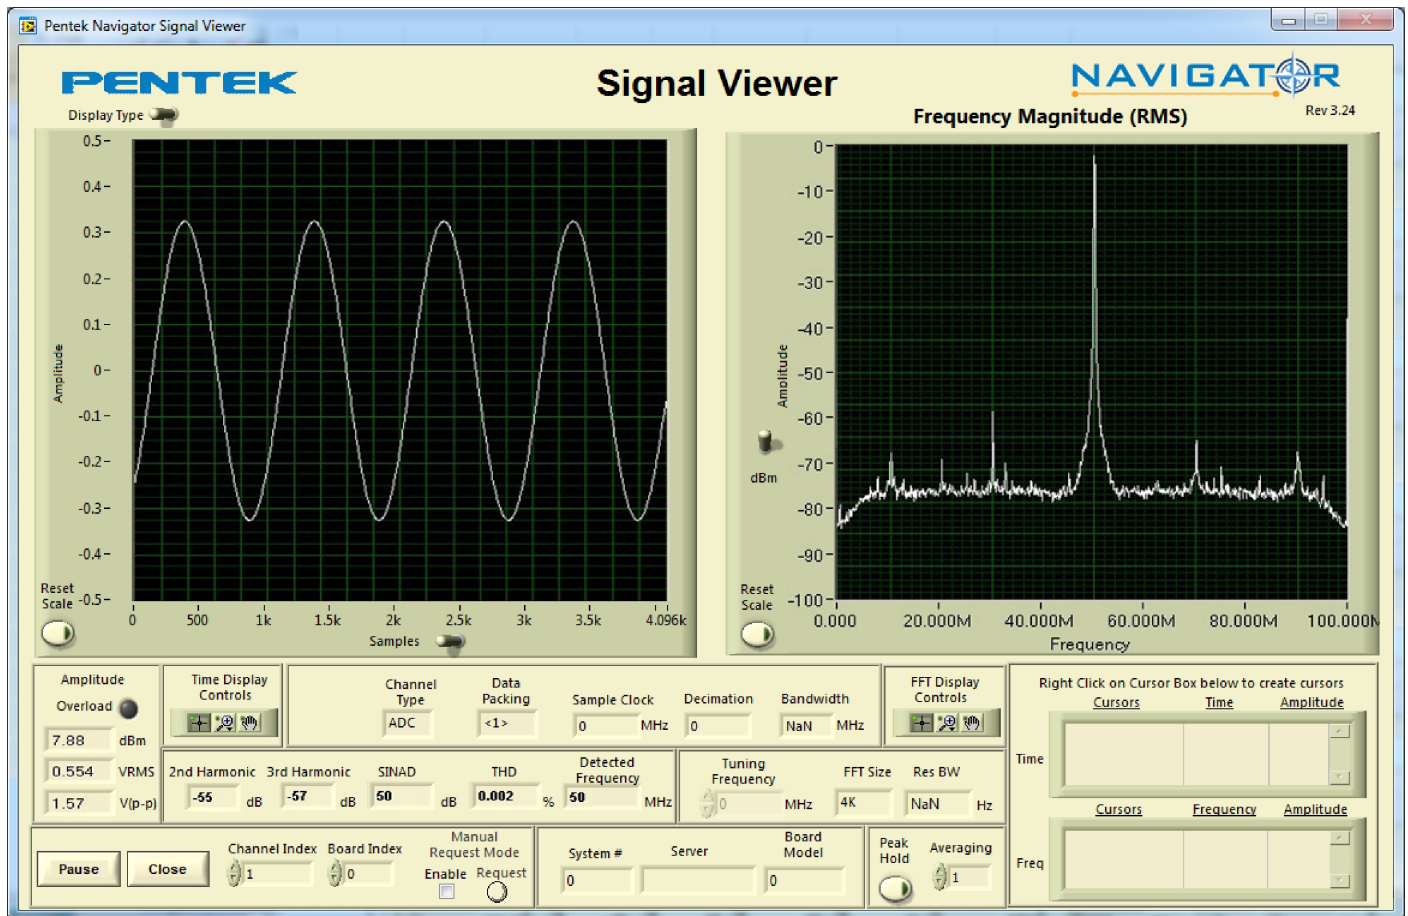 Pentek Navigator Signal Viewer
PENTEK
Signal Viewer
NAVIGATOR
Display Type
Frequency Magnitude (RMS)
Rev 3.24
0.5
0.4
0.3
0.2
0.1
0
-0.1
-0.2
-0.3
-0.4
-0.5
Amplitude
Reset
Scale
0 500 1k 1.5k 2k 2.5k 3k 3.5k 4.096k
Samples
0
-10
-20
-30
-40
-50
-60
-70
-80
-90
-100
Amplitude
dBm
Reset
Scale
0.000 20.000M 40.000M 60.000M 80.000M 100.000M
Frequency
Amplitude
Overload
7.88 dBm
0.554 VRMS
1.57 V(p-p)
Time Display
Controls
Channel
Type
ADC
Data
Packing
<1>
Sample Clock
0 MHz
Decimation
0
Bandwidth
NaN MHz
FFT Display
Controls
2nd Harmonic
-55 dB
3rd Harmonic
-57 dB
SINAD
50 dB
THD
0.002 %
Detected
Frequency
50 MHz
Tuning
Frequency
0 MHz
FFT Size
4K
Res BW
NaN Hz
Right Click on Cursor Box below to create cursors
Cursors Time Amplitude
Time
Cursors Frequency Amplitude
Freq
Pause
Close
Channel Index
1
Board Index
0
Manual
Request Mode
Enable Request
System #
0
Server
Board
Model
0
Peak
Hold
Averaging
1